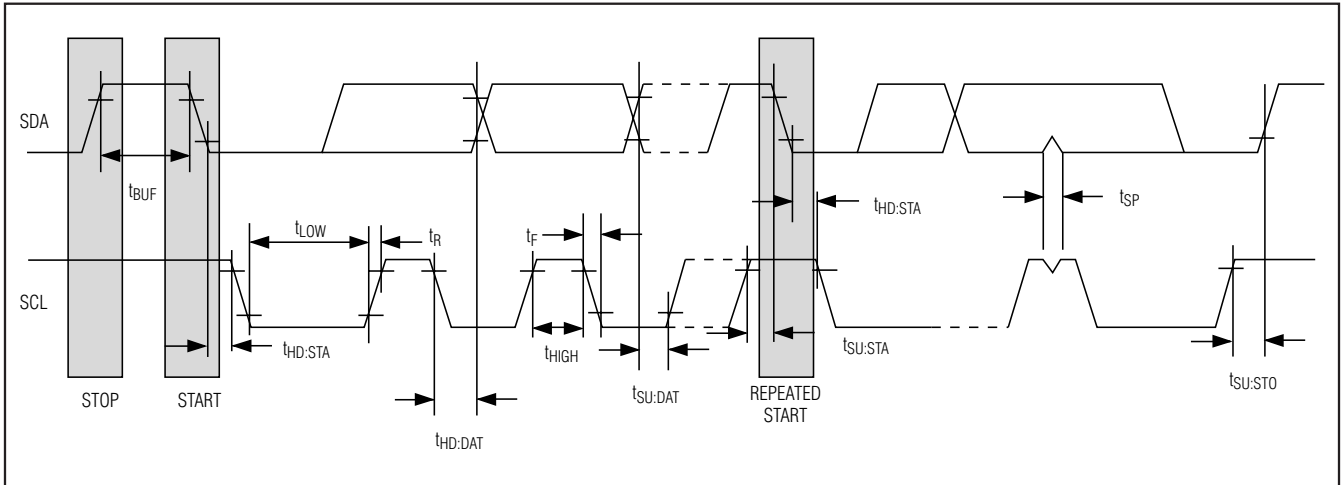 SDA
tBUF
tLOW
tR
tF
tHD:STA
tSP
SCL
tHD:STA
tHIGH
tSU:DAT
tSU:STA
tSU:STO
STOP
START
REPEATED
START
tHD:DAT